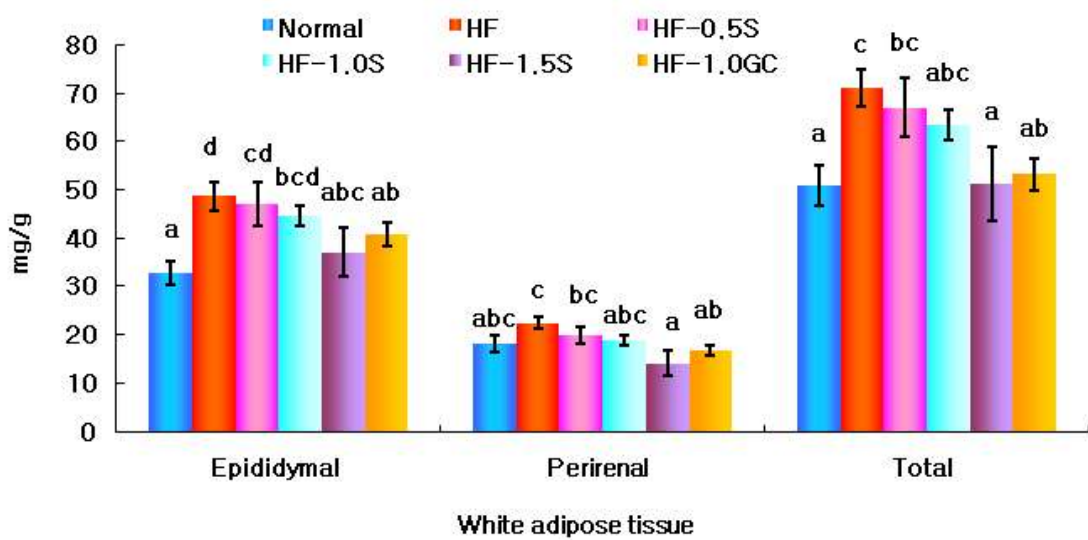 Normal HF HF-0.5S
HF-1.0S HF-1.5S HF-1.0GC
80
70
60
50
40
30
20
10
0
mg/g
a d cd bcd abc ab
abc c bc abc a ab
a c bc abc a ab
Epididymal Perirenal Total
White adipose tissue